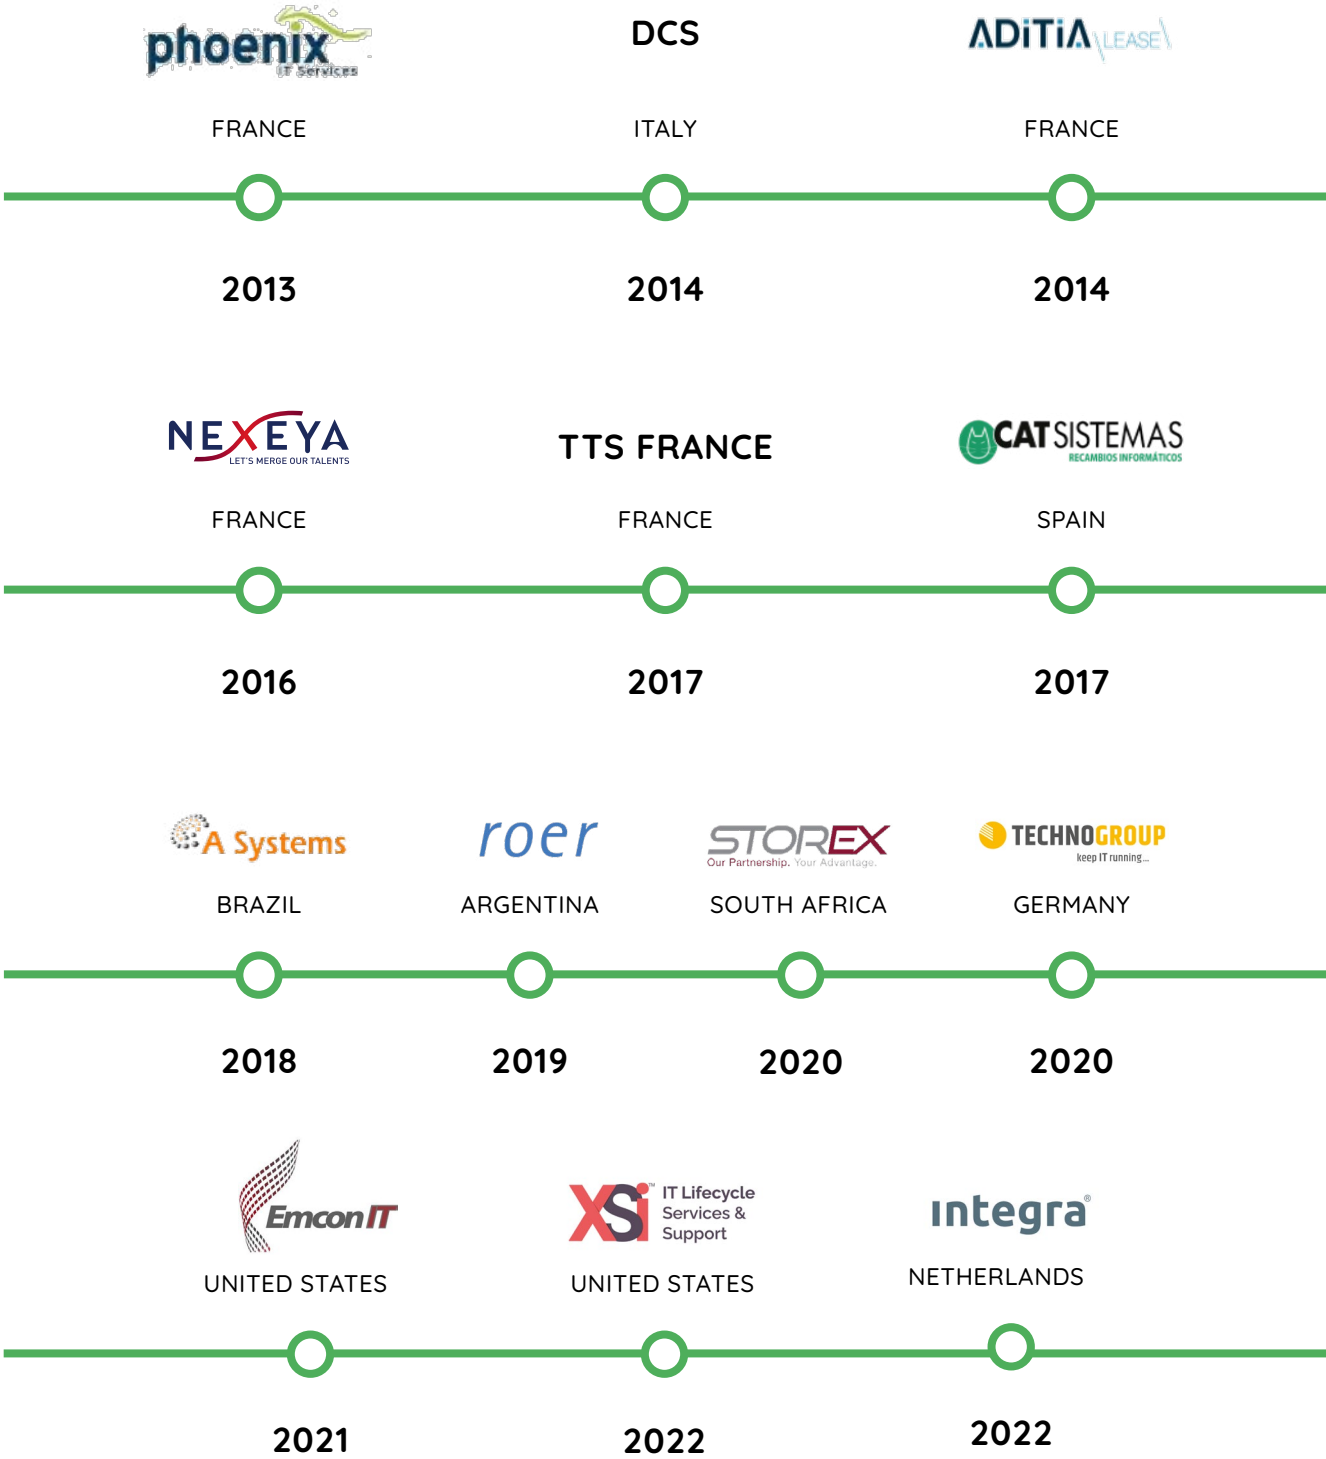 phoenix
IT Services
DCS
ADiTiA \LEASE\
FRANCE
ITALY
FRANCE
2013
2014
2014
NEXEYA
LET'S MERGE OUR TALENTS
TTS FRANCE
CATSISTEMAS
RECAMBIOS INFORMÁTICOS
FRANCE
FRANCE
SPAIN
2016
2017
2017
A Systems
roer
STOREX
Our Partnership. Your Advantage.
TECHNOGROUP
keep IT running...
BRAZIL
ARGENTINA
SOUTH AFRICA
GERMANY
2018
2019
2020
2020
Emcon IT
XSi™
IT Lifecycle
Services &
Support
integra®
UNITED STATES
UNITED STATES
NETHERLANDS
2021
2022
2022